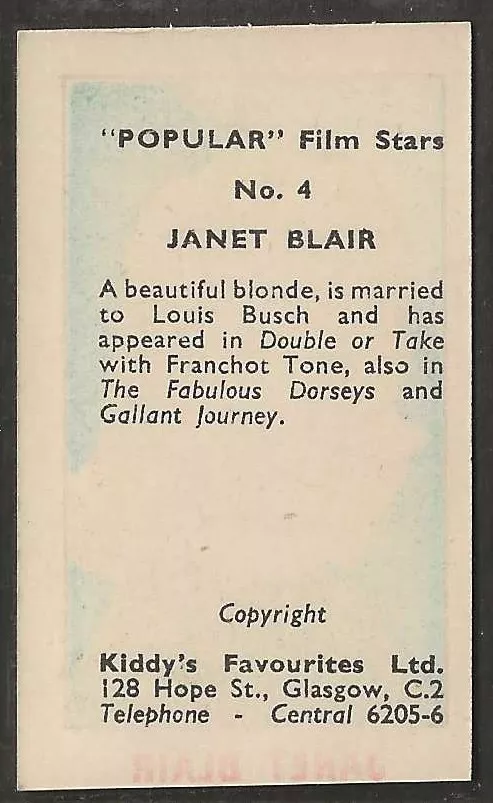 "POPULAR" Film Stars
No. 4
JANET BLAIR
A beautiful blonde, is married
to Louis Busch and has
appeared in Double or Take
with Franchot Tone, also in
The Fabulous Dorseys and
Gallant Journey.
Copyright
Kiddy's Favourites Ltd.
128 Hope St., Glasgow, C.2
Telephone - Central 6205-6
JANET BLAIR